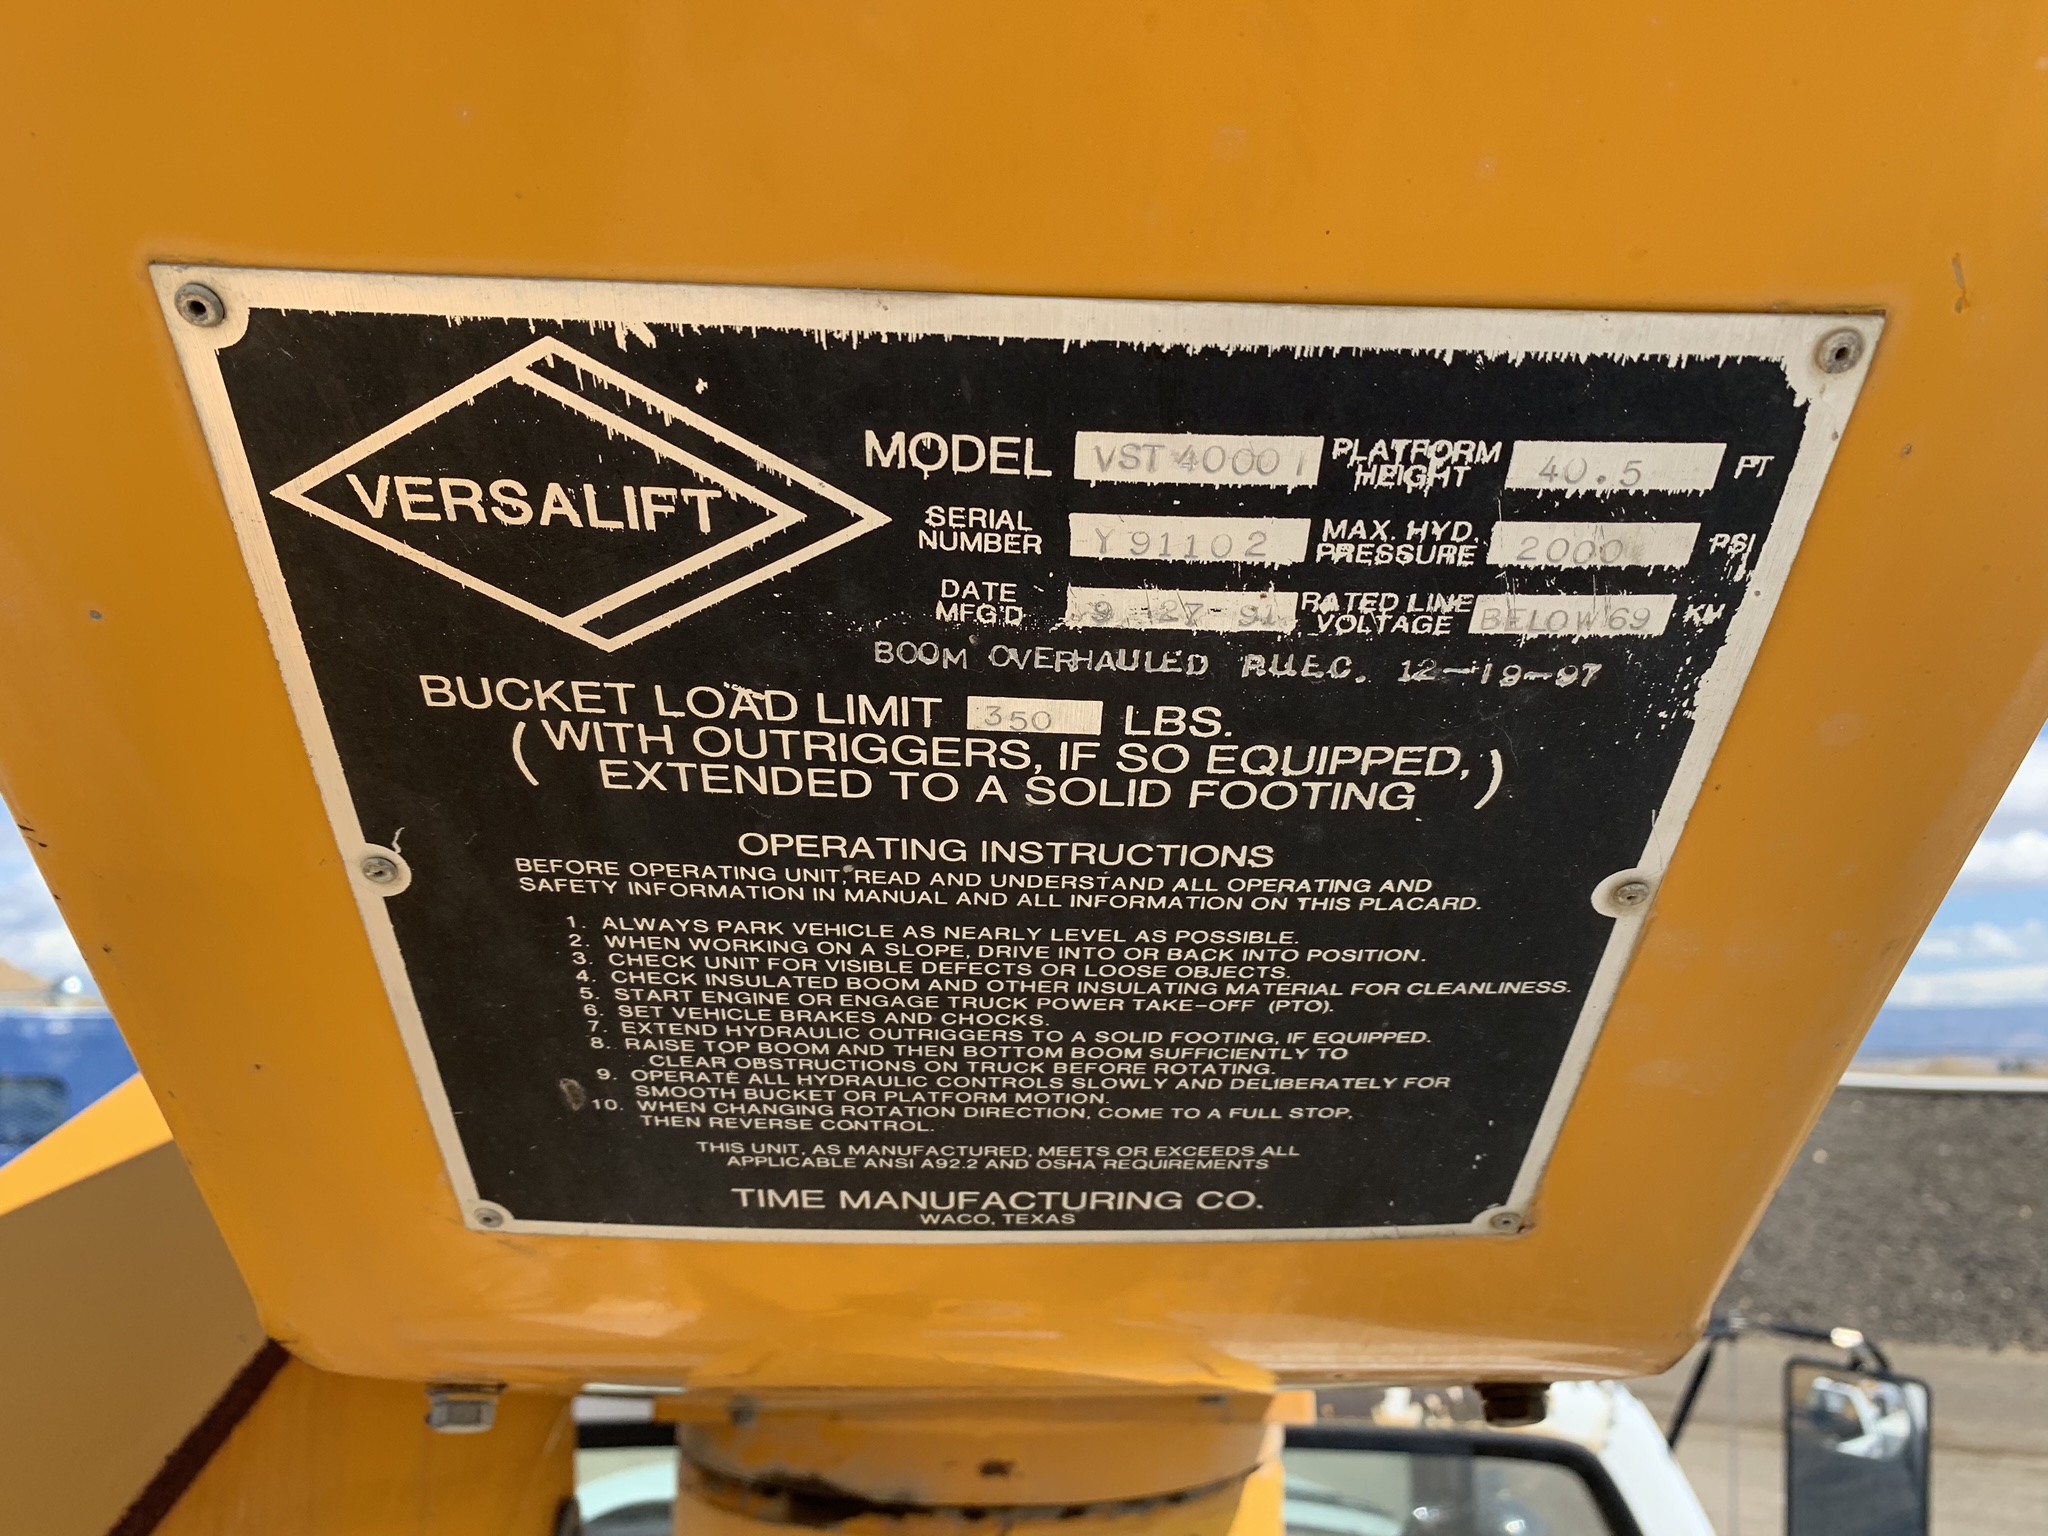 VERSALIFT
MODEL VST 4000 I PLATFORM HEIGHT 40.5 FT
SERIAL NUMBER Y91102 MAX. HYD. PRESSURE 2000 PSI
DATE MFG'D 9-27-91 RATED LINE VOLTAGE BELOW 69 KV
BOOM OVERHAULED 12-19-97
BUCKET LOAD LIMIT 350 LBS.
(WITH OUTRIGGERS, IF SO EQUIPPED,
EXTENDED TO A SOLID FOOTING)
OPERATING INSTRUCTIONS
BEFORE OPERATING UNIT, READ AND UNDERSTAND ALL OPERATING AND
SAFETY INFORMATION IN MANUAL AND ALL INFORMATION ON THIS PLACARD.
1. ALWAYS PARK VEHICLE AS NEARLY LEVEL AS POSSIBLE.
2. WHEN WORKING ON A SLOPE, DRIVE INTO OR BACK INTO POSITION.
3. CHECK UNIT FOR VISIBLE DEFECTS OR LOOSE OBJECTS.
4. CHECK INSULATED BOOM AND OTHER INSULATING MATERIAL FOR CLEANLINESS.
5. START ENGINE OR ENGAGE TRUCK POWER TAKE-OFF (PTO).
6. SET VEHICLE BRAKES AND CHOCKS.
7. EXTEND HYDRAULIC OUTRIGGERS TO A SOLID FOOTING, IF EQUIPPED.
8. RAISE TOP BOOM AND THEN BOTTOM BOOM SUFFICIENTLY TO
CLEAR OBSTRUCTIONS ON TRUCK BEFORE ROTATING.
9. OPERATE ALL HYDRAULIC CONTROLS SLOWLY AND DELIBERATELY FOR
SMOOTH BUCKET OR PLATFORM MOTION.
10. WHEN CHANGING ROTATION DIRECTION, COME TO A FULL STOP,
THEN REVERSE CONTROL.
THIS UNIT, AS MANUFACTURED, MEETS OR EXCEEDS ALL
APPLICABLE ANSI A92.2 AND OSHA REQUIREMENTS
TIME MANUFACTURING CO.
WACO, TEXAS